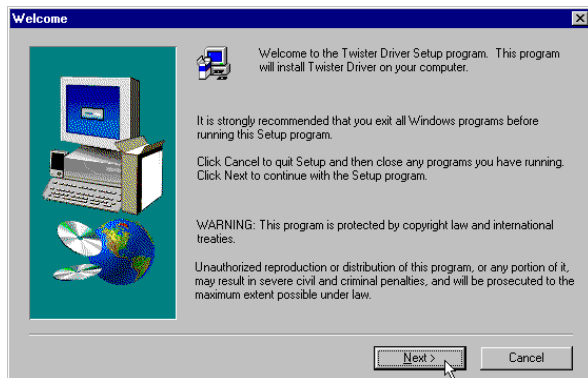 Welcome
Welcome to the Twister Driver Setup program. This program
will install Twister Driver on your computer.
It is strongly recommended that you exit all Windows programs before
running this Setup program.
Click Cancel to quit Setup and then close any programs you have running.
Click Next to continue with the Setup program.
WARNING: This program is protected by copyright law and international
treaties.
Unauthorized reproduction or distribution of this program, or any portion of it,
may result in severe civil and criminal penalties, and will be prosecuted to the
maximum extent possible under law.
Next >
Cancel